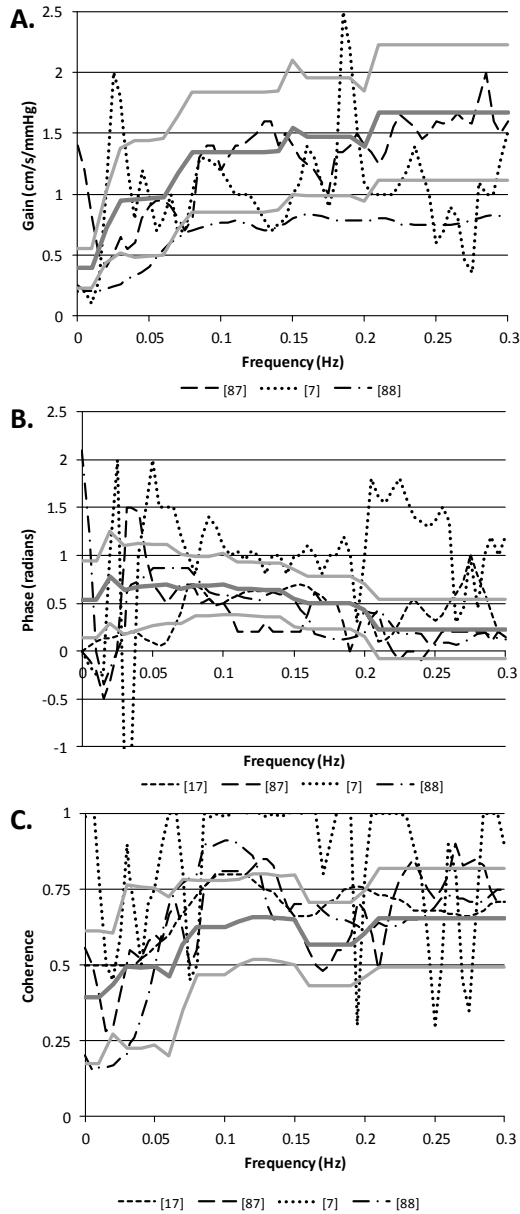 A.
2.5
2
1.5
1
0.5
0
Gain (cm/s/mmHg)
0 0.05 0.1 0.15 0.2 0.25 0.3
Frequency (Hz)
[87] [7] [88]
B.
2.5
2
1.5
1
0.5
0
-0.5
-1
Phase (radians)
0 0.05 0.1 0.15 0.2 0.25 0.3
Frequency (Hz)
[17] [87] [7] [88]
C.
1
0.75
0.5
0.25
0
Coherence
0 0.05 0.1 0.15 0.2 0.25 0.3
Frequency (Hz)
[17] [87] [7] [88]